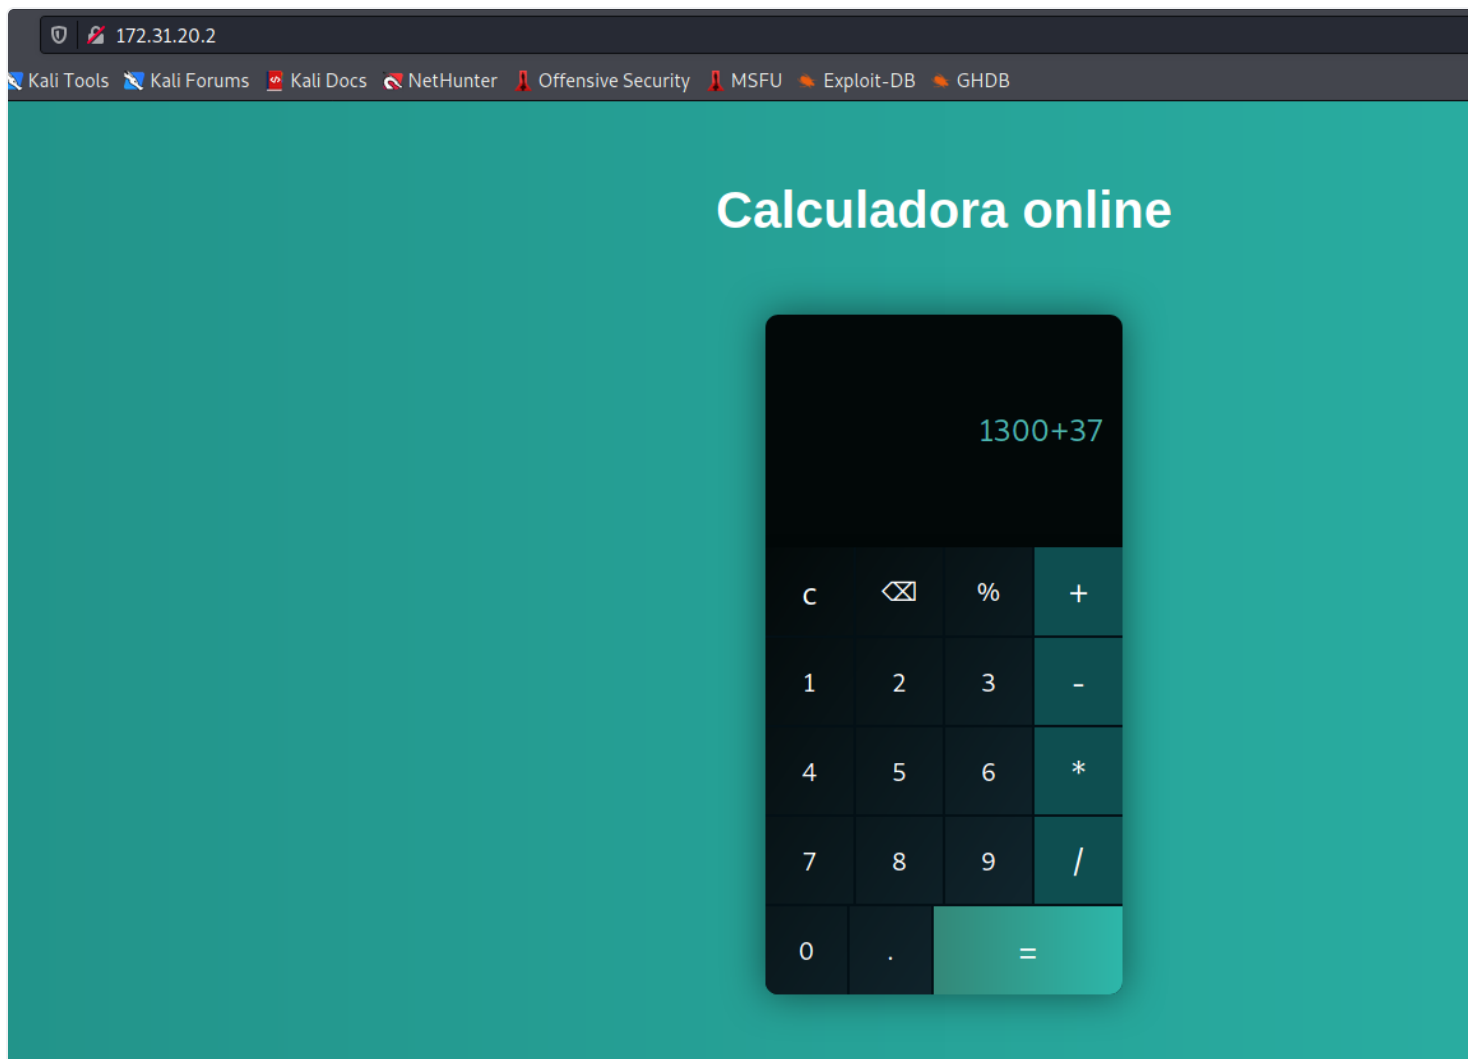 172.31.20.2
Kali Tools Kali Forums Kali Docs NetHunter Offensive Security MSFU Exploit-DB GHDB
Calculadora online
1300+37
c ⌫ % +
1 2 3 -
4 5 6 *
7 8 9 /
0 . =